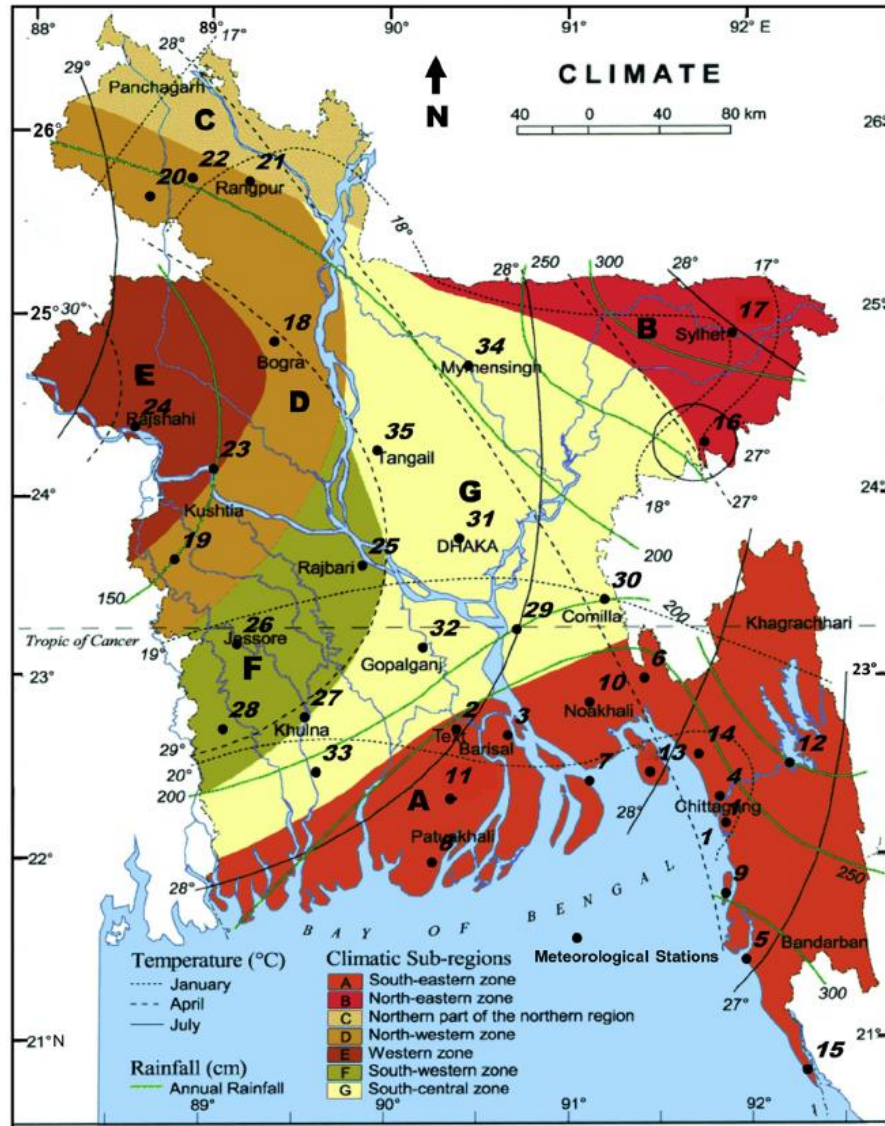 88° 89° 90° 91° 92° E
CLIMATE
N
40 0 40 80 km
28° 17°
29°
Panchagarh
C
26° 26°
20 22 21
Rangpur
18°
28° 250 300 28° 17°
25° 25°
30°
18
Bogra
B
Sylhet 17
34
Mymensingh
E
D
24
Rajshahi
16
35
Tangail
23
27°
27°
24° 24°
G
18°
Kushtia
31
DHAKA
19
25
Rajbari
200
150
30
Comilla
200
26
Jessore
29
Khagrachhari
Tropic of Cancer
19°
32
Gopalganj
F
6
23° 23°
10
Noakhali
28
27
Khulna
2
3
Barisal
14
12
29°
20°
33
7
13
200
11
4
Chittagong
28°
A
1
Patuakhali
8
22°
28°
9
250
BAY OF BENGAL
Bandarban
5
Meteorological Stations
27°
300
21°N 21°
15
Temperature (°C)
January
April
July
Rainfall (cm)
Annual Rainfall
Climatic Sub-regions
A South-eastern zone
B North-eastern zone
C Northern part of the northern region
D North-western zone
E Western zone
F South-western zone
G South-central zone
89° 90° 91° 92°